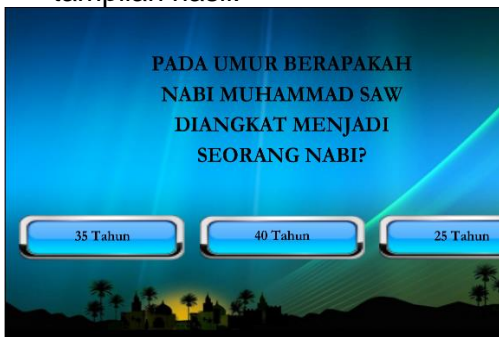 PADA UMUR BERAPAKAH
NABI MUHAMMAD SAW
DIANGKAT MENJADI
SEORANG NABI?
35 Tahun
40 Tahun
25 Tahun